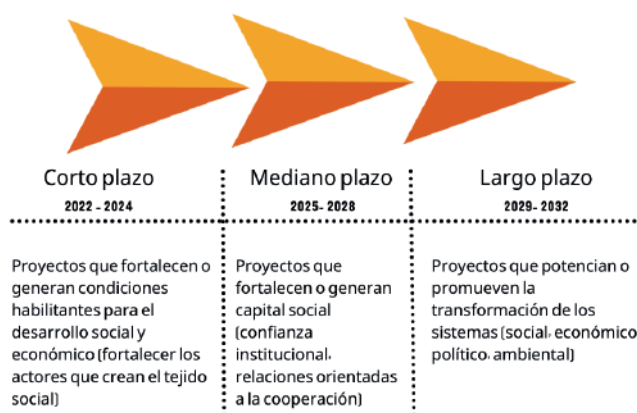 Corto plazo
2022 - 2024
Proyectos que fortalecen o
generan condiciones
habilitantes para el
desarrollo social y
económico (fortalecer los
actores que crean el tejido
social)
Mediano plazo
2025- 2028
Proyectos que
fortalecen o generan
capital social
(confianza
institucional,
relaciones orientadas
a la cooperación)
Largo plazo
2029- 2032
Proyectos que potencian o
promueven la
transformación de los
sistemas (social, económico
político, ambiental)